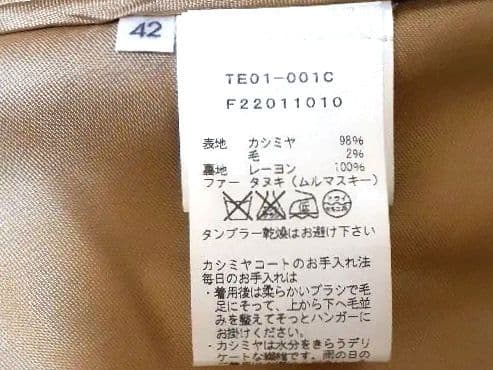 42
TE01-001C
F22011010
表地 カシミヤ 98%
毛 2%
裏地 レーヨン 100%
ファー タヌキ(ムルマスキー)
タンブラー乾燥はお避け下さい
カシミヤコートのお手入れ法
毎日のお手入れは
・着用後は柔らかいブラシで毛
足にそって、上から下へ毛並
みを整えてそっとハンガーに
お掛けください。
・カシミヤは水分をきらうデリ
ケートな繊維です。雨の日の